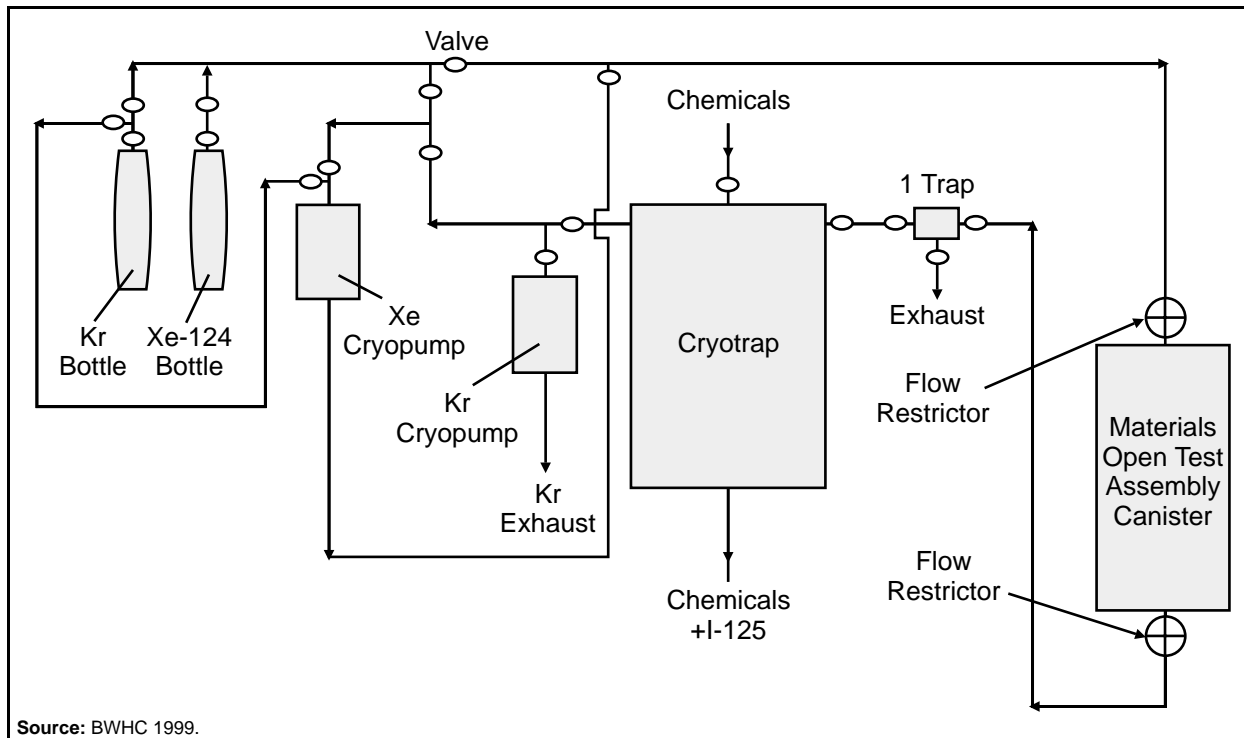 Valve
Chemicals
1 Trap
Exhaust
Kr
Bottle
Xe-124
Bottle
Xe
Cryopump
Kr
Cryopump
Kr
Exhaust
Cryotrap
Chemicals
+I-125
Flow
Restrictor
Materials
Open Test
Assembly
Canister
Flow
Restrictor
Source: BWHC 1999.